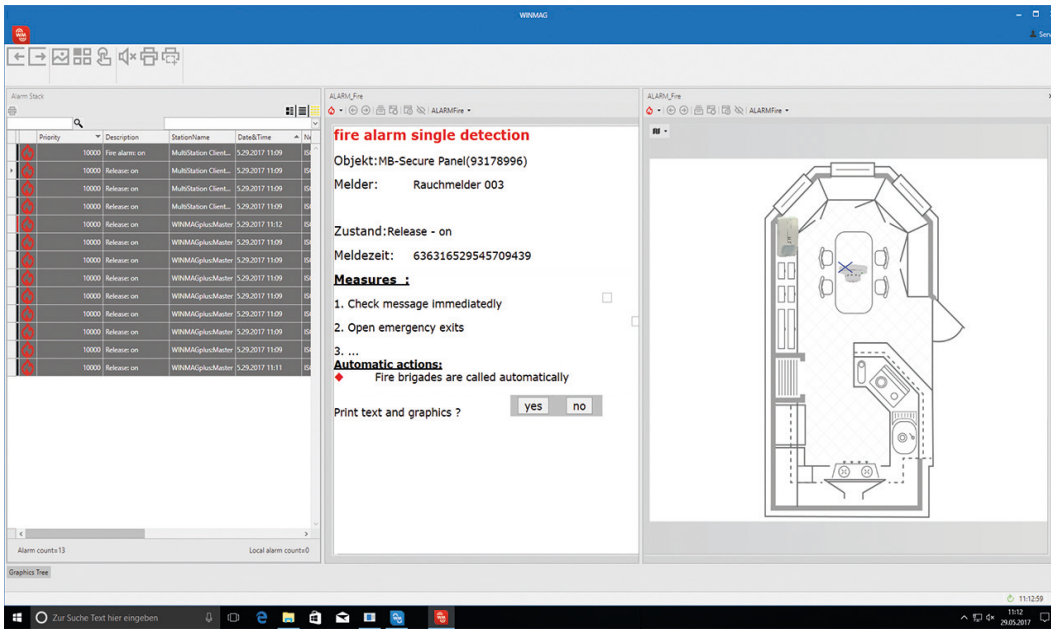 WINMAG
Serv
Alarm Stack
Priority Description StationName Date&Time
10000 Fire alarm: on MultiStation Client... 5.29.2017 11:09
10000 Release: on MultiStation Client... 5.29.2017 11:09
10000 Release: on MultiStation Client... 5.29.2017 11:09
10000 Release: on MultiStation Client... 5.29.2017 11:09
10000 Release: on WINMAGplus:Master 5.29.2017 11:12
10000 Release: on WINMAGplus:Master 5.29.2017 11:09
10000 Release: on WINMAGplus:Master 5.29.2017 11:09
10000 Release: on WINMAGplus:Master 5.29.2017 11:09
10000 Release: on WINMAGplus:Master 5.29.2017 11:09
10000 Release: on WINMAGplus:Master 5.29.2017 11:09
10000 Release: on WINMAGplus:Master 5.29.2017 11:09
10000 Release: on WINMAGplus:Master 5.29.2017 11:09
10000 Release: on WINMAGplus:Master 5.29.2017 11:11
Alarm count=13 Local alarm count=0
Graphics Tree
ALARM_Fire
ALARMFire
fire alarm single detection
Objekt: MB-Secure Panel(93178996)
Melder: Rauchmelder 003
Zustand: Release - on
Meldezeit: 636316529545709439
Measures :
1. Check message immediatedly
2. Open emergency exits
3. ...
Automatic actions:
Fire brigades are called automatically
Print text and graphics ? yes no
ALARM_Fire
ALARMFire
11:12:59
Zur Suche Text hier eingeben
11:12
29.05.2017